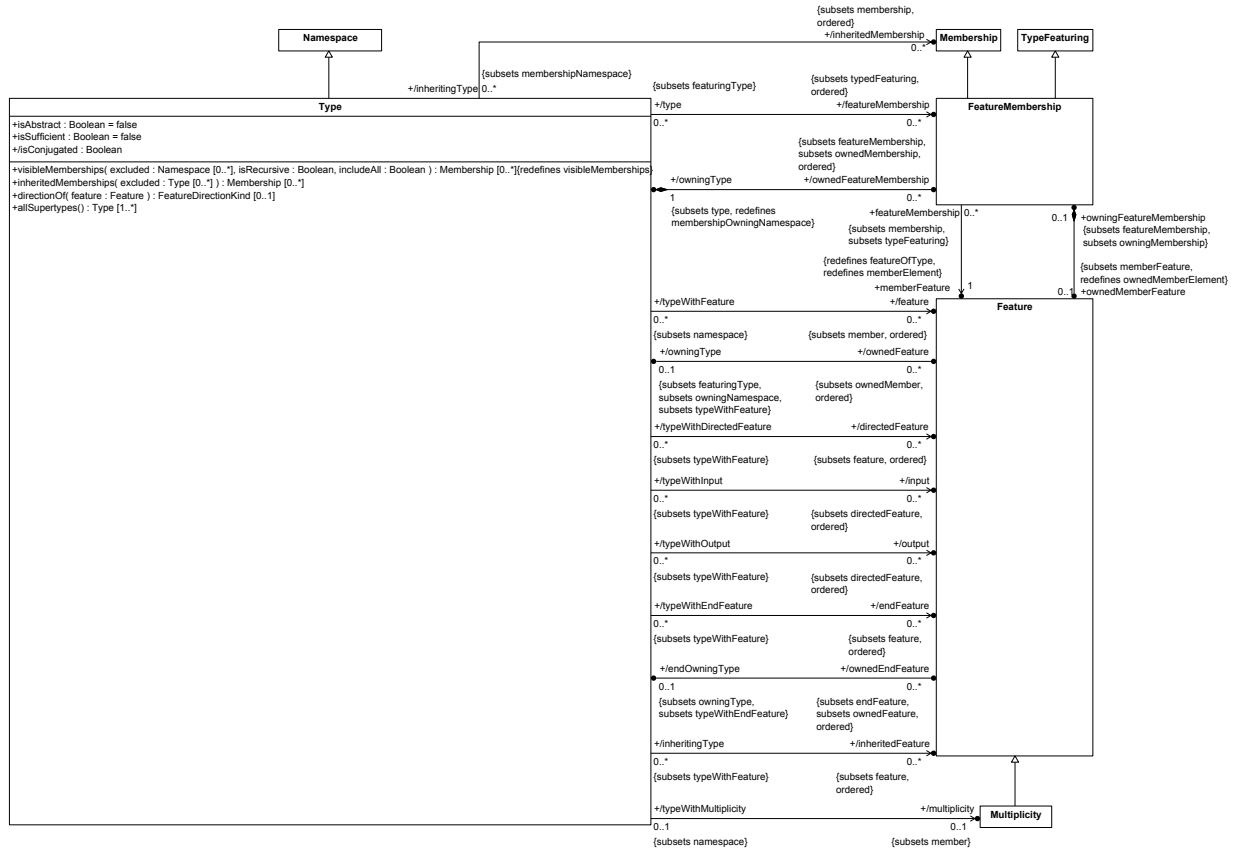 {subsets membership,
ordered}
+/inheritedMembership
0..*
Namespace
Membership
TypeFeaturing
{subsets membershipNamespace}
+/inheritingType 0..*
Type
+isAbstract : Boolean = false
+isSufficient : Boolean = false
+/isConjugated : Boolean
+visibleMemberships( excluded : Namespace [0..*], isRecursive : Boolean, includeAll : Boolean ) : Membership [0..*]{redefines visibleMemberships}
+inheritedMemberships( excluded : Type [0..*] ) : Membership [0..*]
+directionOf( feature : Feature ) : FeatureDirectionKind [0..1]
+allSupertypes() : Type [1..*]
{subsets featuringType}
{subsets typedFeaturing,
ordered}
+/type
+/featureMembership
0..*
0..*
FeatureMembership
{subsets featureMembership,
subsets ownedMembership,
ordered}
+/owningType
+/ownedFeatureMembership
1
0..*
{subsets type, redefines
membershipOwningNamespace}
+featureMembership 0..*
{subsets membership,
subsets typeFeaturing}
0..1
+owningFeatureMembership
{subsets featureMembership,
subsets owningMembership}
{redefines featureOfType,
redefines memberElement}
+memberFeature
1
{subsets memberFeature,
redefines ownedMemberElement}
0..1
+ownedMemberFeature
Feature
+/typeWithFeature
+/feature
0..*
0..*
{subsets namespace}
{subsets member, ordered}
+/owningType
+/ownedFeature
0..1
0..*
{subsets featuringType,
subsets owningNamespace,
subsets typeWithFeature}
{subsets ownedMember,
ordered}
+/typeWithDirectedFeature
+/directedFeature
0..*
0..*
{subsets typeWithFeature}
{subsets feature, ordered}
+/typeWithInput
+/input
0..*
0..*
{subsets typeWithFeature}
{subsets directedFeature,
ordered}
+/typeWithOutput
+/output
0..*
0..*
{subsets typeWithFeature}
{subsets directedFeature,
ordered}
+/typeWithEndFeature
+/endFeature
0..*
0..*
{subsets typeWithFeature}
{subsets feature,
ordered}
+/endOwningType
+/ownedEndFeature
0..1
0..*
{subsets owningType,
subsets typeWithEndFeature}
{subsets endFeature,
subsets ownedFeature,
ordered}
+/inheritingType
+/inheritedFeature
0..*
0..*
{subsets typeWithFeature}
{subsets feature,
ordered}
+/typeWithMultiplicity
+/multiplicity
0..1
0..1
{subsets namespace}
{subsets member}
Multiplicity